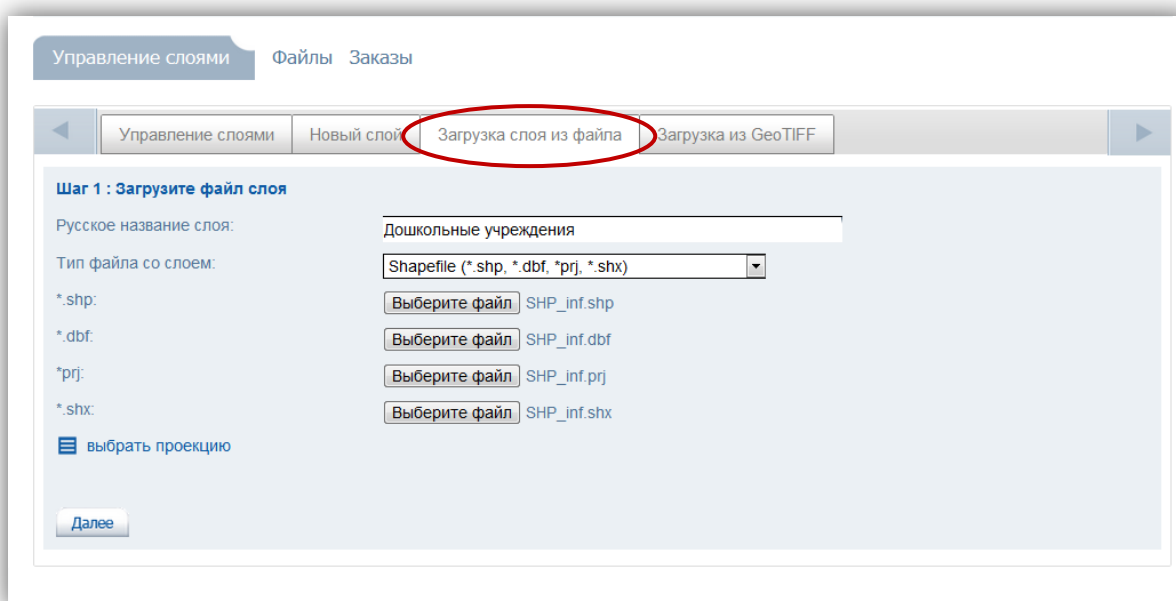 Управление слоями Файлы Заказы
Управление слоями Новый слой Загрузка слоя из файла Загрузка из GeoTIFF
Шаг 1 : Загрузите файл слоя
Русское название слоя: Дошкольные учреждения
Тип файла со слоем: Shapefile (*.shp, *.dbf, *prj, *.shx)
*.shp: Выберите файл SHP_inf.shp
*.dbf: Выберите файл SHP_inf.dbf
*prj: Выберите файл SHP_inf.prj
*.shx: Выберите файл SHP_inf.shx
выбрать проекцию
Далее